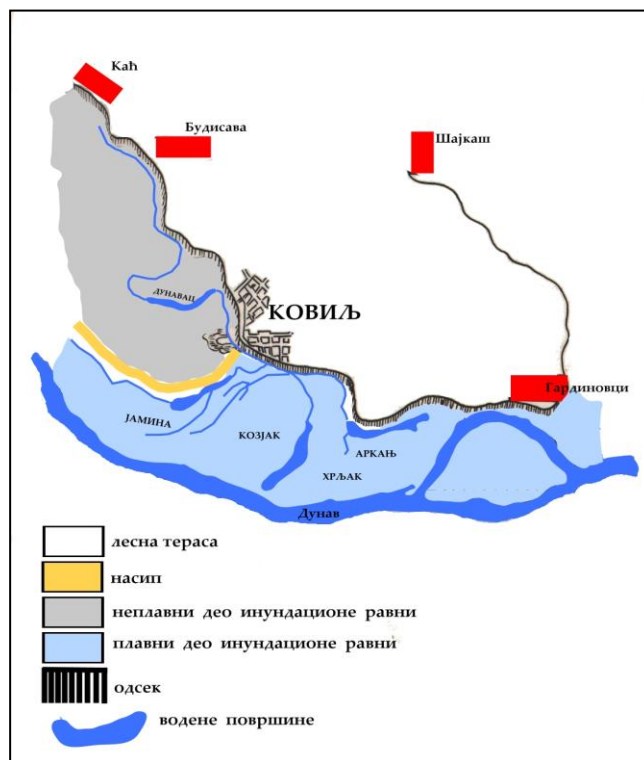 Каћ
Будисава
Шајкаш
ДУНАВАЦ
КОВИЉ
Гардиновци
ЈАМИНА
КОЗЈАК
АРКАЊ
ХРЉАК
Дунав
лесна тераса
насип
неплавни део инундационе равни
плавни део инундационе равни
одсек
водене површине